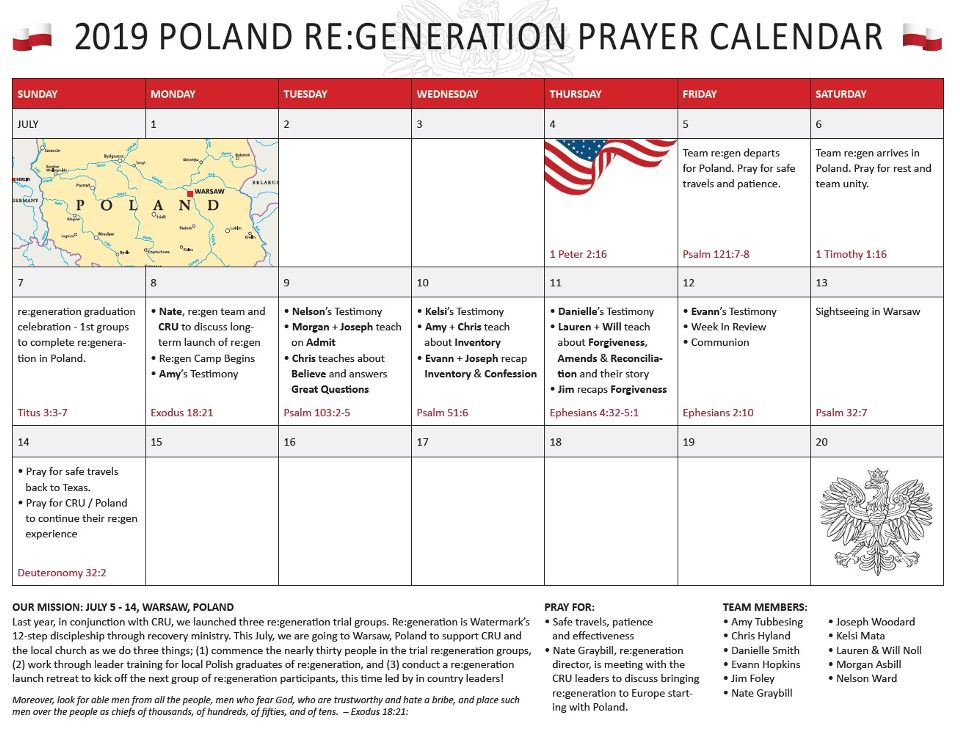 2019 POLAND RE:GENERATION PRAYER CALENDAR
SUNDAY MONDAY TUESDAY WEDNESDAY THURSDAY FRIDAY SATURDAY
JULY 1 2 3 4 5 6
WARSAW
POLAND
1 Peter 2:16
Team re:gen departs
for Poland. Pray for safe
travels and patience.
Psalm 121:7-8
Team re:gen arrives in
Poland. Pray for rest and
team unity.
1 Timothy 1:16
7 8 9 10 11 12 13
re:generation graduation
celebration - 1st groups
to complete re:genera-
tion in Poland.
Titus 3:3-7
• Nate, re:gen team and
CRU to discuss long-
term launch of re:gen
• Re:gen Camp Begins
• Amy's Testimony
Exodus 18:21
• Nelson's Testimony
• Morgan + Joseph teach
on Admit
• Chris teaches about
Believe and answers
Great Questions
Psalm 103:2-5
• Kelsi's Testimony
• Amy + Chris teach
about Inventory
• Evann + Joseph recap
Inventory & Confession
Psalm 51:6
• Danielle's Testimony
• Lauren + Will teach
about Forgiveness,
Amends & Reconcilia-
tion and their story
• Jim recaps Forgiveness
Ephesians 4:32-5:1
• Evann's Testimony
• Week In Review
• Communion
Ephesians 2:10
Sightseeing in Warsaw
Psalm 32:7
14 15 16 17 18 19 20
• Pray for safe travels
back to Texas.
• Pray for CRU / Poland
to continue their re:gen
experience
Deuteronomy 32:2
OUR MISSION: JULY 5 - 14, WARSAW, POLAND
Last year, in conjunction with CRU, we launched three re:generation trial groups. Re:generation is Watermark's
12-step discipleship through recovery ministry. This July, we are going to Warsaw, Poland to support CRU and
the local church as we do three things; (1) commence the nearly thirty people in the trial re:generation groups,
(2) work through leader training for local Polish graduates of re:generation, and (3) conduct a re:generation
launch retreat to kick off the next group of re:generation participants, this time led by in country leaders!
Moreover, look for able men from all the people, men who fear God, who are trustworthy and hate a bribe, and place such
men over the people as chiefs of thousands, of hundreds, of fifties, and of tens. – Exodus 18:21:
PRAY FOR:
• Safe travels, patience
and effectiveness
• Nate Graybill, re:generation
director, is meeting with the
CRU leaders to discuss bringing
re:generation to Europe start-
ing with Poland.
TEAM MEMBERS:
• Amy Tubbesing
• Chris Hyland
• Danielle Smith
• Evann Hopkins
• Jim Foley
• Nate Graybill
• Joseph Woodard
• Kelsi Mata
• Lauren & Will Noll
• Morgan Asbill
• Nelson Ward